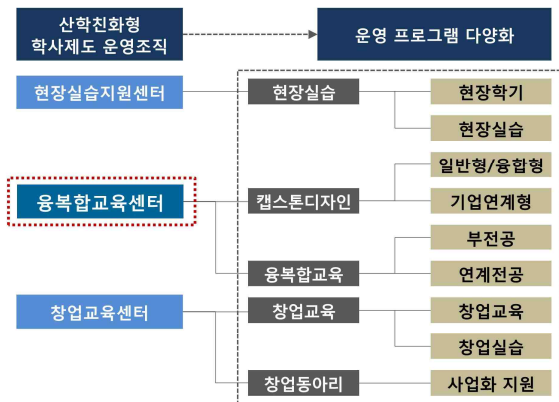 산학친화형
학사제도 운영조직
운영 프로그램 다양화
현장실습지원센터
현장실습
현장학기
현장실습
융복합교육센터
캡스톤디자인
일반형/융합형
기업연계형
융복합교육
부전공
연계전공
창업교육센터
창업교육
창업교육
창업실습
창업동아리
사업화 지원